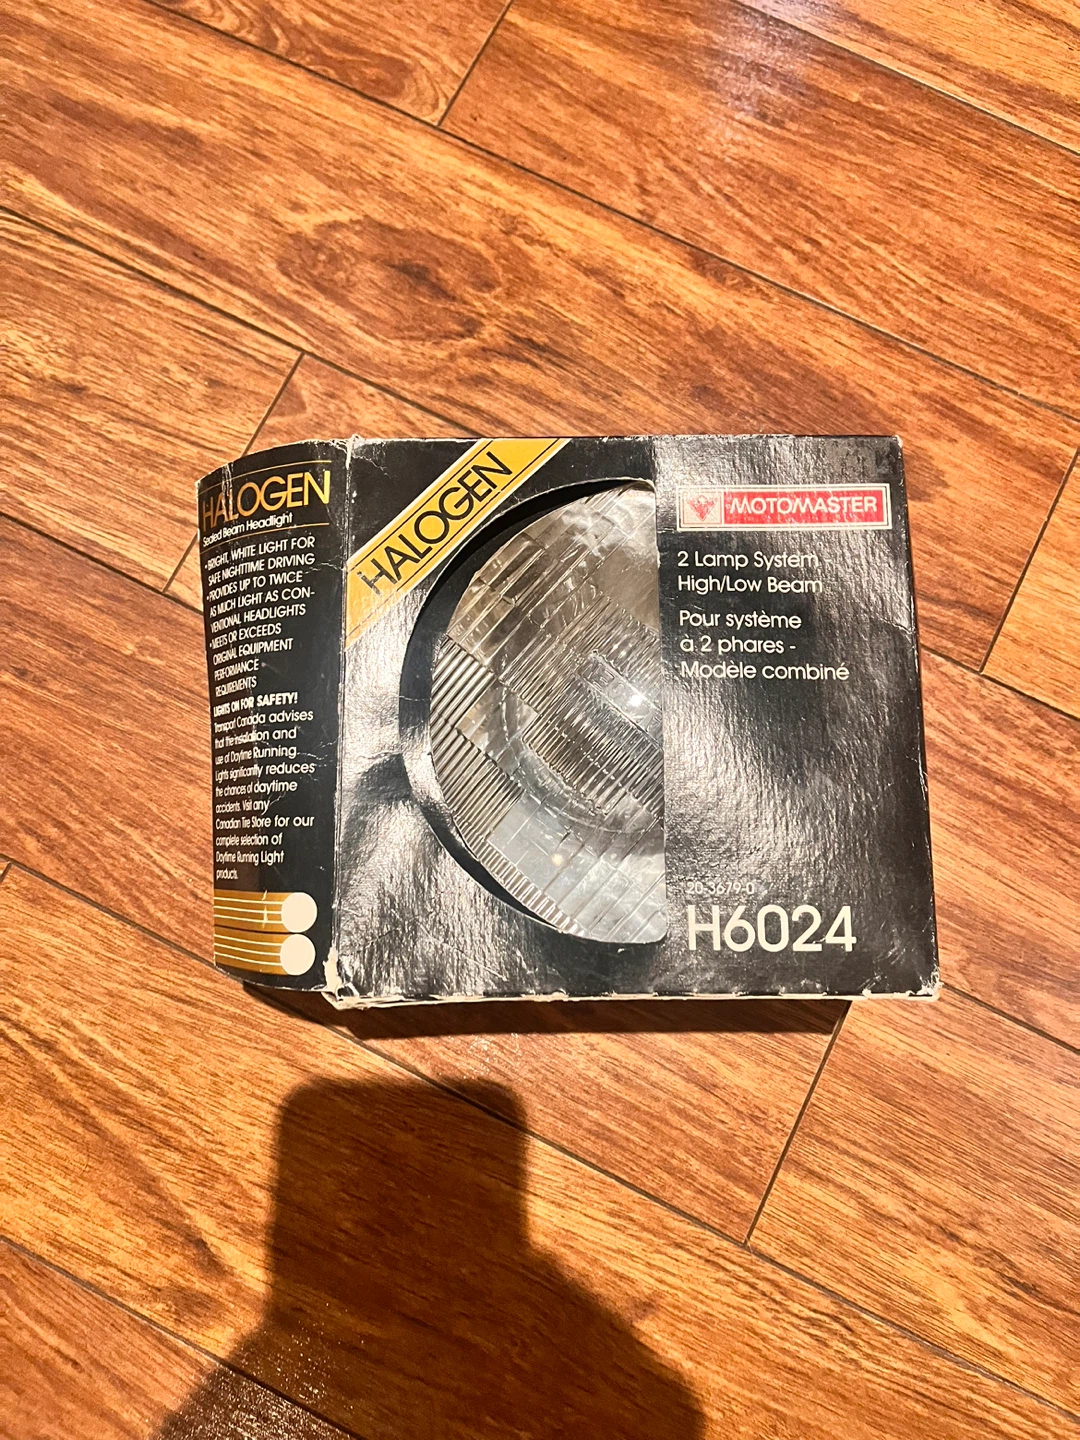 HALOGEN
Sealed Beam Headlight
• BRIGHT, WHITE LIGHT FOR
SAFE NIGHTTIME DRIVING
• PROVIDES UP TO TWICE
AS MUCH LIGHT AS CON-
VENTIONAL HEADLIGHTS
• MEETS OR EXCEEDS
ORIGINAL EQUIPMENT
PERFORMANCE
REQUIREMENTS
LIGHTS ON FOR SAFETY!
Transport Canada advises
that the installation and
use of Daytime Running
Lights significantly reduces
the chances of daytime
accidents. Visit any
Canadian Tire Store for our
complete selection of
Daytime Running Light
products.
HALOGEN
MOTOMASTER
2 Lamp System -
High/Low Beam
Pour système
à 2 phares -
Modèle combiné
20-3679-0
H6024